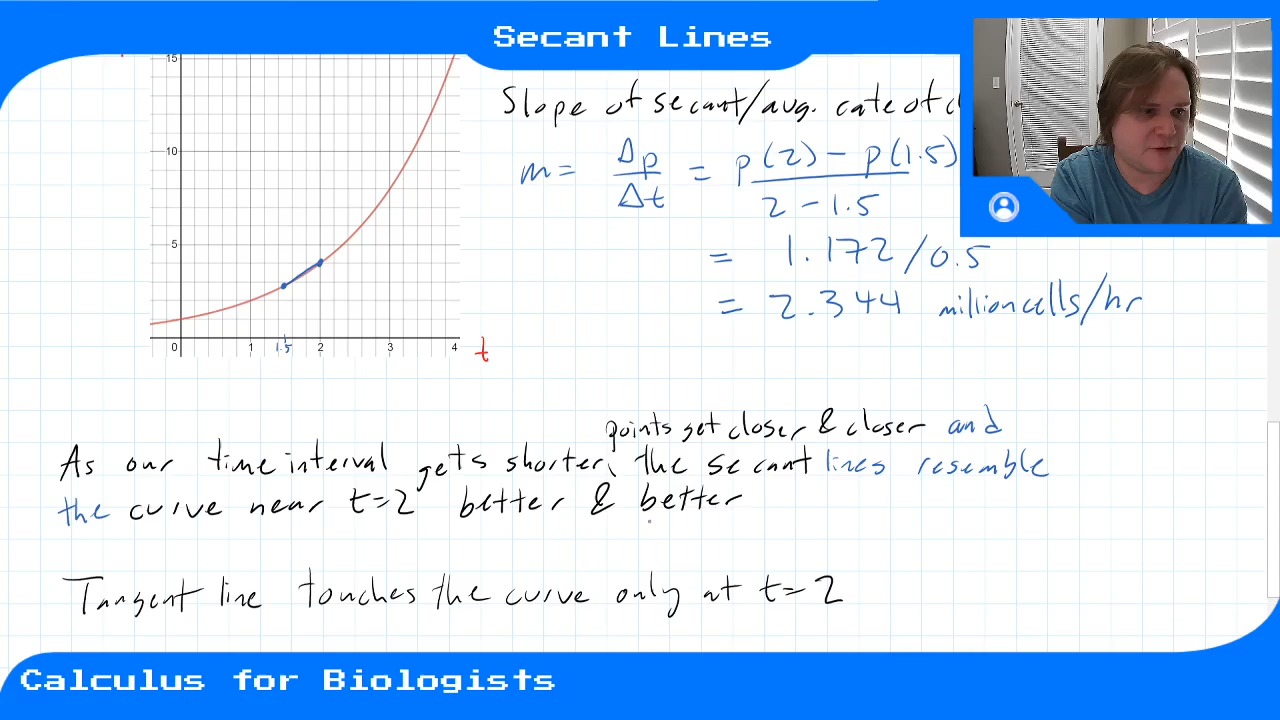 Secant Lines
15
10
5
0 1 1.5 2 3 4 t
Slope of secant/avg. rate of c
m = Δp/Δt = p(2) - p(1.5) / 2 - 1.5
= 1.172/0.5
= 2.344 million cells/hr
points get closer & closer and
As our time interval gets shorter, the secant lines resemble
the curve near t=2 better & better
Tangent line touches the curve only at t=2
Calculus for Biologists